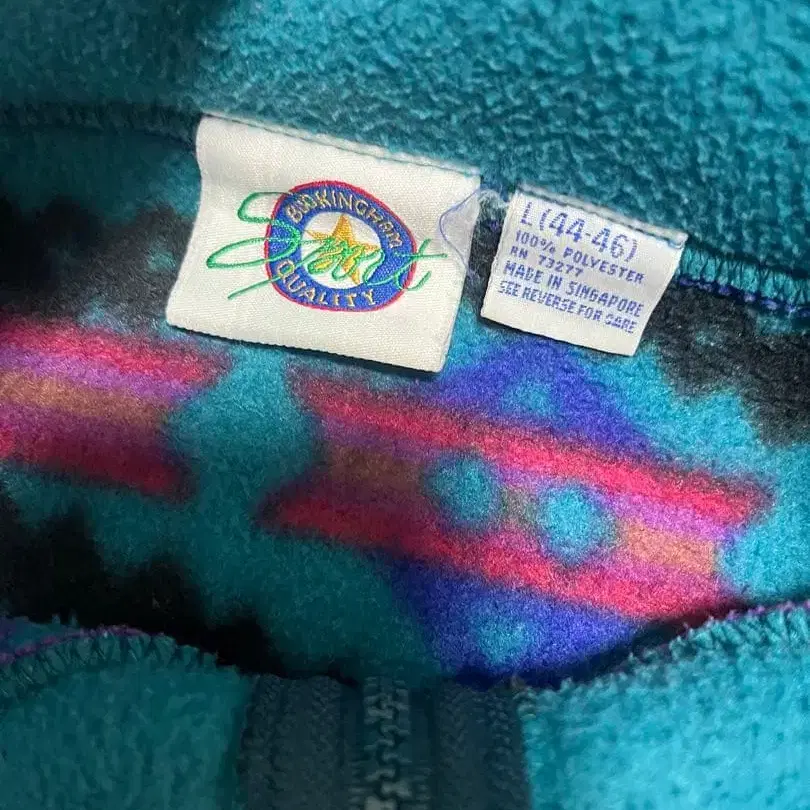 BUCKINGHAM
Sport
QUALITY
L(44-46)
100% POLYESTER
RN 73277
MADE IN SINGAPORE
SEE REVERSE FOR CARE